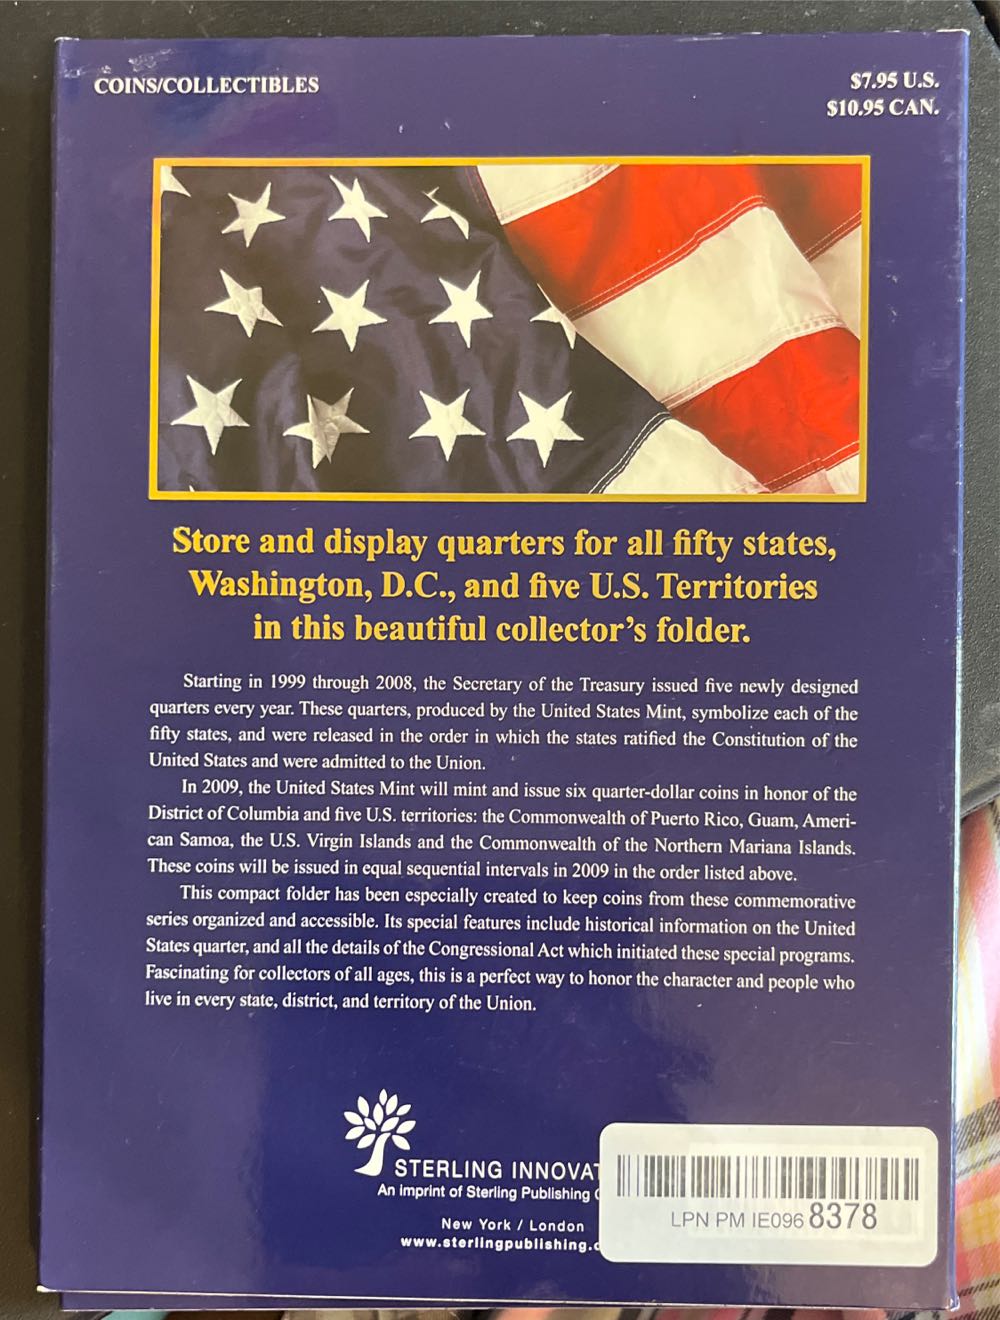 COINS/COLLECTIBLES
$7.95 U.S.
$10.95 CAN.
Store and display quarters for all fifty states,
Washington, D.C., and five U.S. Territories
in this beautiful collector's folder.
Starting in 1999 through 2008, the Secretary of the Treasury issued five newly designed
quarters every year. These quarters, produced by the United States Mint, symbolize each of the
fifty states, and were released in the order in which the states ratified the Constitution of the
United States and were admitted to the Union.
In 2009, the United States Mint will mint and issue six quarter-dollar coins in honor of the
District of Columbia and five U.S. territories: the Commonwealth of Puerto Rico, Guam, Ameri-
can Samoa, the U.S. Virgin Islands and the Commonwealth of the Northern Mariana Islands.
These coins will be issued in equal sequential intervals in 2009 in the order listed above.
This compact folder has been especially created to keep coins from these commemorative
series organized and accessible. Its special features include historical information on the United
States quarter, and all the details of the Congressional Act which initiated these special programs.
Fascinating for collectors of all ages, this is a perfect way to honor the character and people who
live in every state, district, and territory of the Union.
STERLING INNOVAT
An imprint of Sterling Publishing
New York / London
www.sterlingpublishing.c
LPN PM IE096 8378